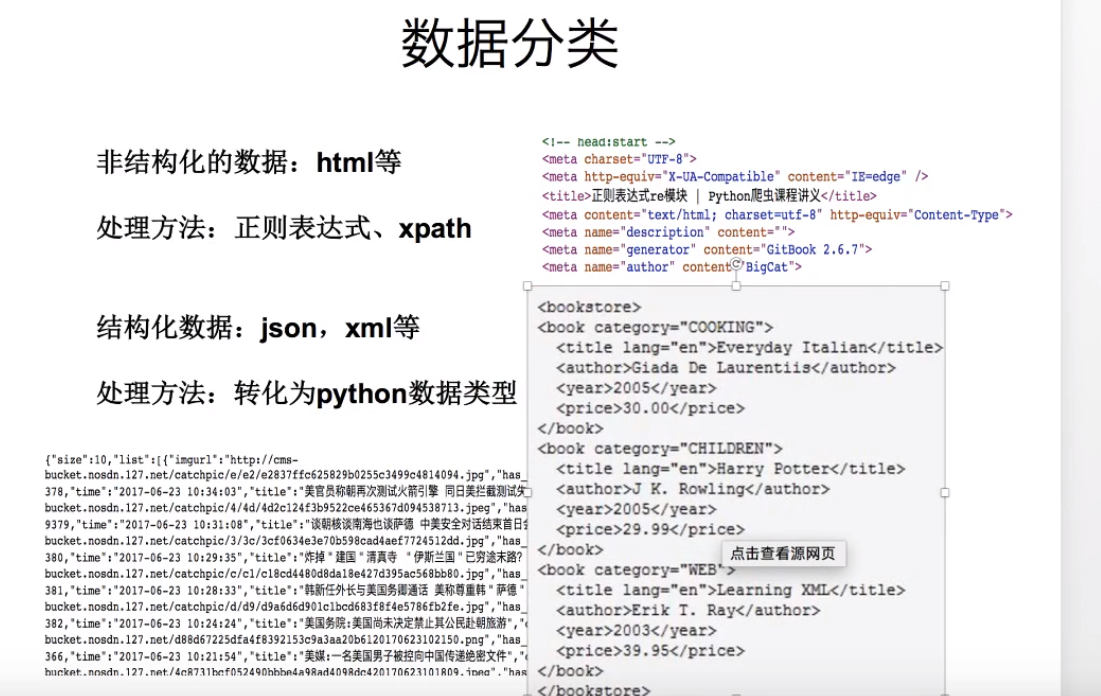 数据分类
非结构化的数据：html等
处理方法：正则表达式、xpath
结构化数据：json，xml等
处理方法：转化为python数据类型
<!-- head:start -->
<meta charset="UTF-8">
<meta http-equiv="X-UA-Compatible" content="IE=edge" />
<title>正则表达式re模块 | Python爬虫课程讲义</title>
<meta content="text/html; charset=utf-8" http-equiv="Content-Type">
<meta name="description" content="">
<meta name="generator" content="GitBook 2.6.7">
<meta name="author" content="BigCat">
<bookstore>
<book category="COOKING">
<title lang="en">Everyday Italian</title>
<author>Giada De Laurentiis</author>
<year>2005</year>
<price>30.00</price>
</book>
<book category="CHILDREN">
<title lang="en">Harry Potter</title>
<author>J K. Rowling</author>
<year>2005</year>
<price>29.99</price>
</book>
<book category="WEB">
<title lang="en">Learning XML</title>
<author>Erik T. Ray</author>
<year>2003</year>
<price>39.95</price>
</book>
</bookstore>
点击查看源网页
{"size":10,"list":[{"imgurl":"http://cms-
bucket.nosdn.127.net/catchpic/e/e2/e2837ffc625829b0255c3499c4814094.jpg","has_
378,"time":"2017-06-23 10:34:03","title":"美官员称朝再次测试火箭引擎 同日美拦截测试失
bucket.nosdn.127.net/catchpic/4/4d/4d2c124f3b9522ce465367d094538713.jpeg","has
9379,"time":"2017-06-23 10:31:08","title":"谈朝核谈南海也谈萨德 中美安全对话结束首日会
bucket.nosdn.127.net/catchpic/3/3c/3cf0634e3e70b598cad4aef7724512dd.jpg","has_
380,"time":"2017-06-23 10:29:35","title":"炸掉"建国"清真寺 "伊斯兰国"已穷途末路?
bucket.nosdn.127.net/catchpic/c/c1/c18cd4480d8da18e427d395ac568bb80.jpg","has_
381,"time":"2017-06-23 10:28:33","title":"韩新任外长与美国务卿通话 美称尊重韩"萨德"
bucket.nosdn.127.net/catchpic/d/d9/d9a6d6d901c1bcd683f8f4e5786fb2fe.jpg","has_
382,"time":"2017-06-23 10:24:24","title":"美国务院:美国尚未决定禁止其公民赴朝旅游","
bucket.nosdn.127.net/d88d67225dfa4f8392153c9a3aa20b6120170623102150.png","has_
366,"time":"2017-06-23 10:21:54","title":"美媒:一名美国男子被控向中国传递绝密文件","
bucket.nosdn.127.net/4c8731bcf052490bbbe4a98ad4098dc420170623101809.jpeg","has